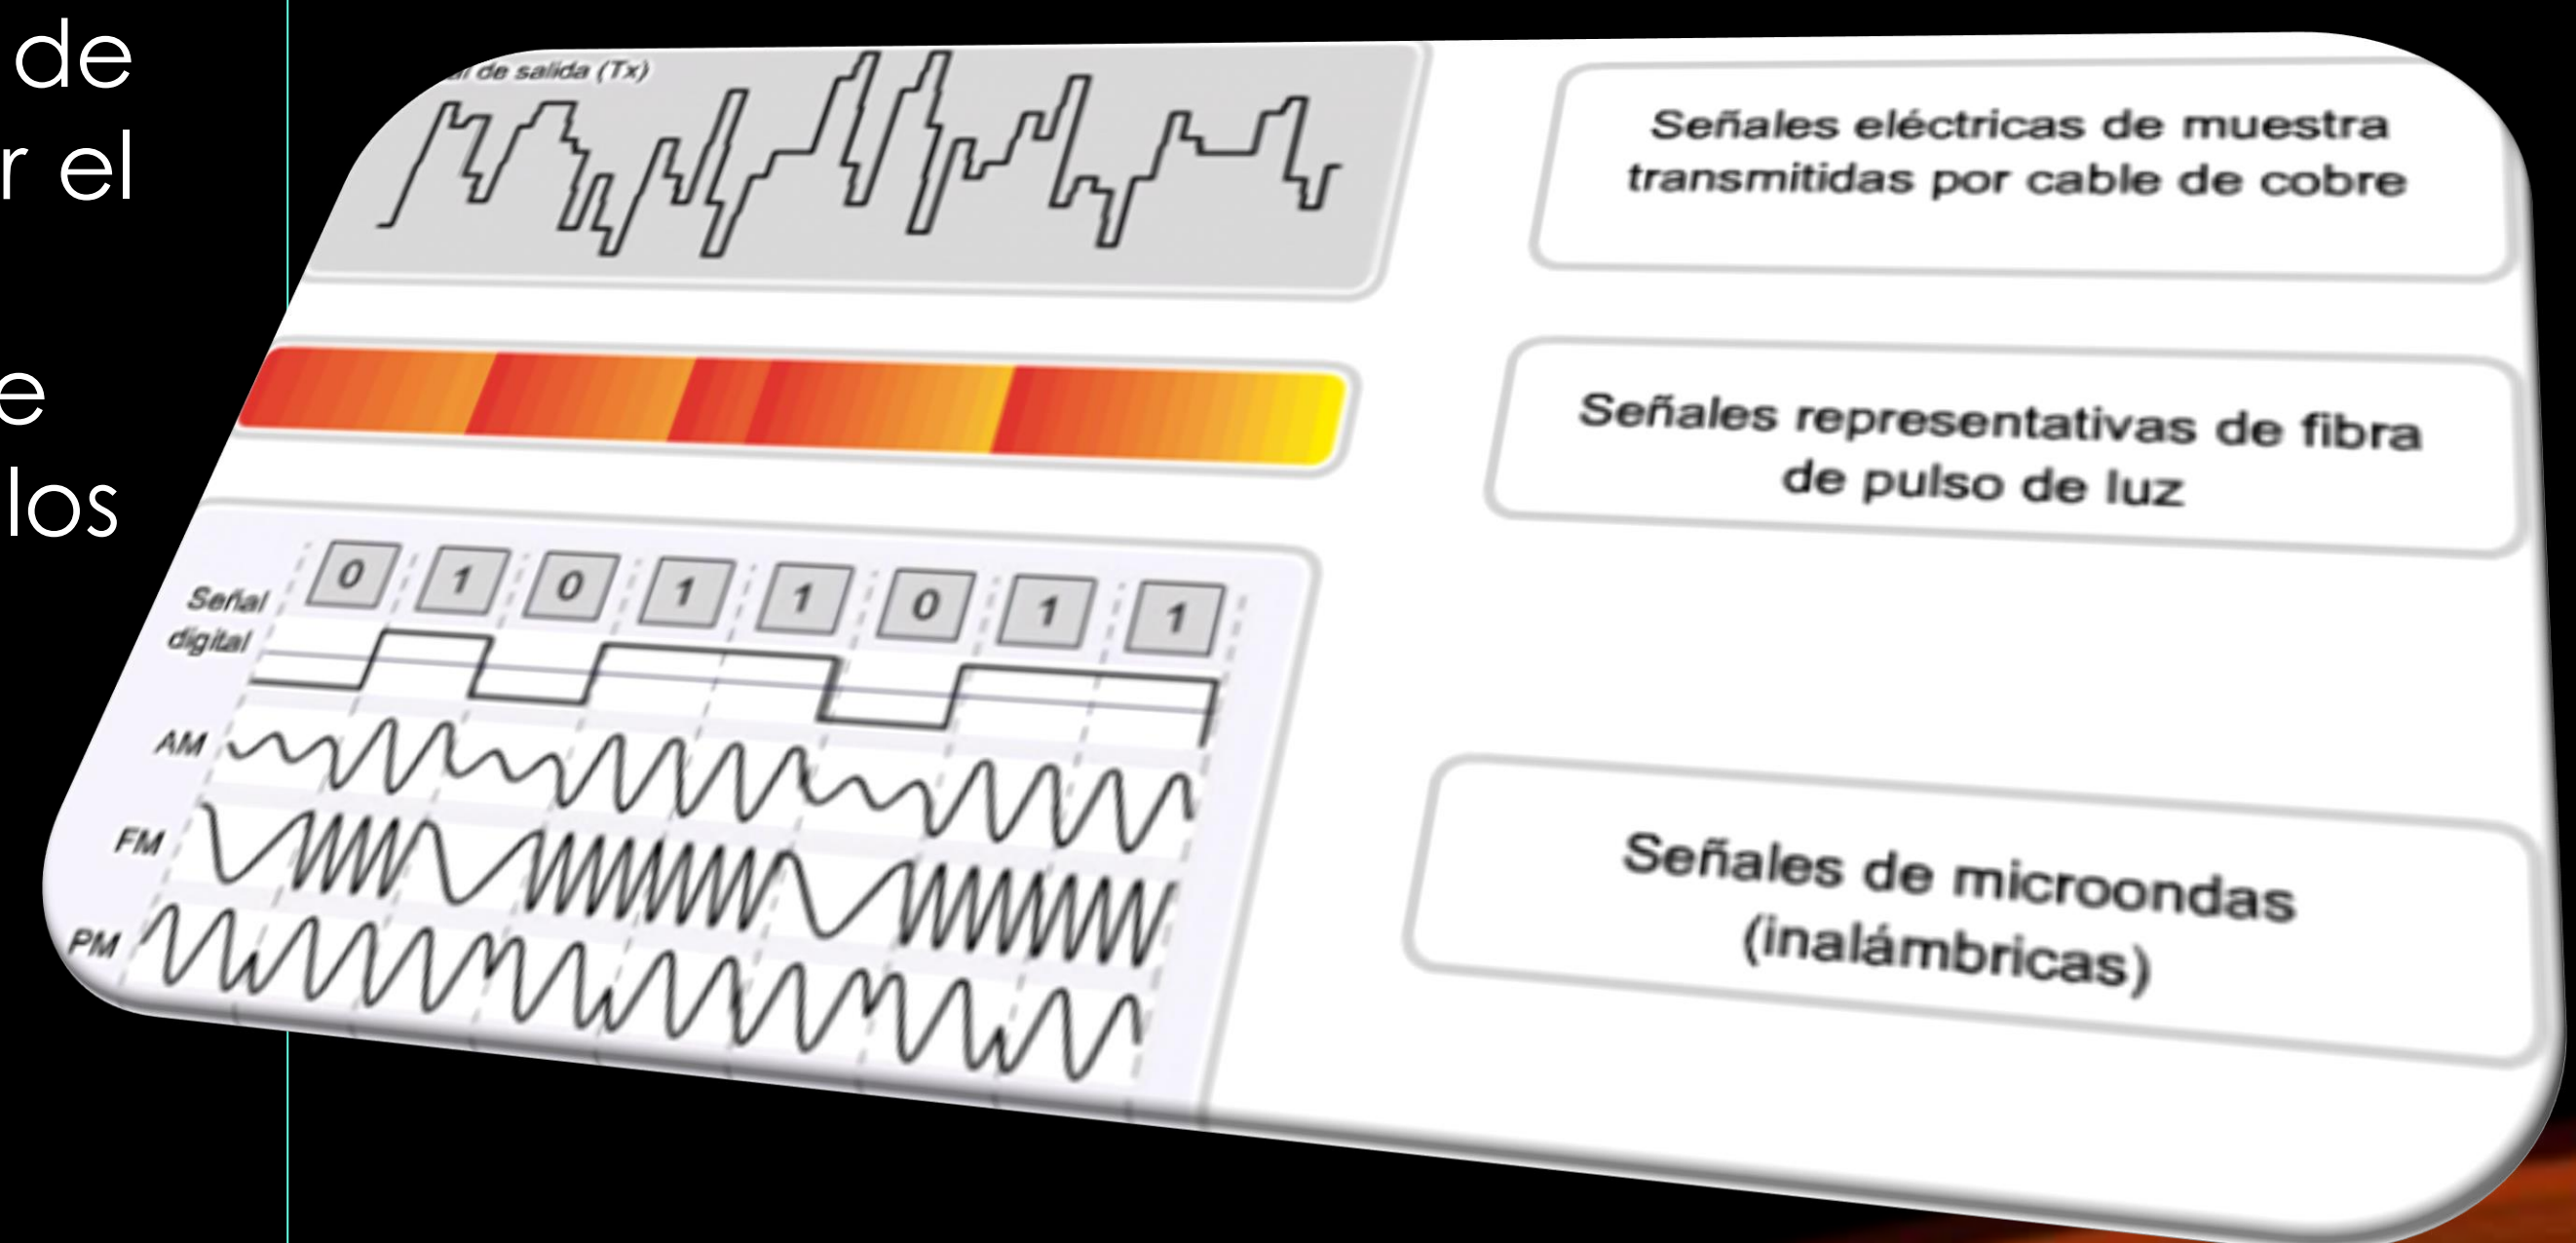 de
r el
e
los
de salida (Tx)
Señales eléctricas de muestra
transmitidas por cable de cobre
Señales representativas de fibra
de pulso de luz
0 1 0 1 1 0 1 1
Señal
digital
AM
FM
PM
Señales de microondas
(inalámbricas)